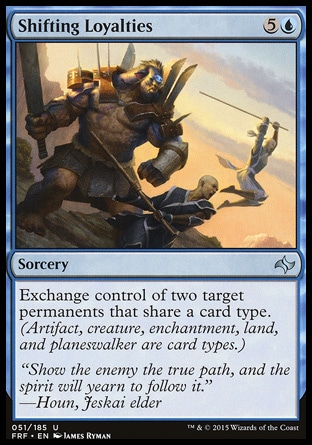 Shifting Loyalties 5
Sorcery
Exchange control of two target
permanents that share a card type.
(Artifact, creature, enchantment, land,
and planeswalker are card types.)
“Show the enemy the true path, and the
spirit will yearn to follow it.”
—Houn, Jeskai elder
051/185 U
FRF • EN James Ryman
™ & © 2015 Wizards of the Coast